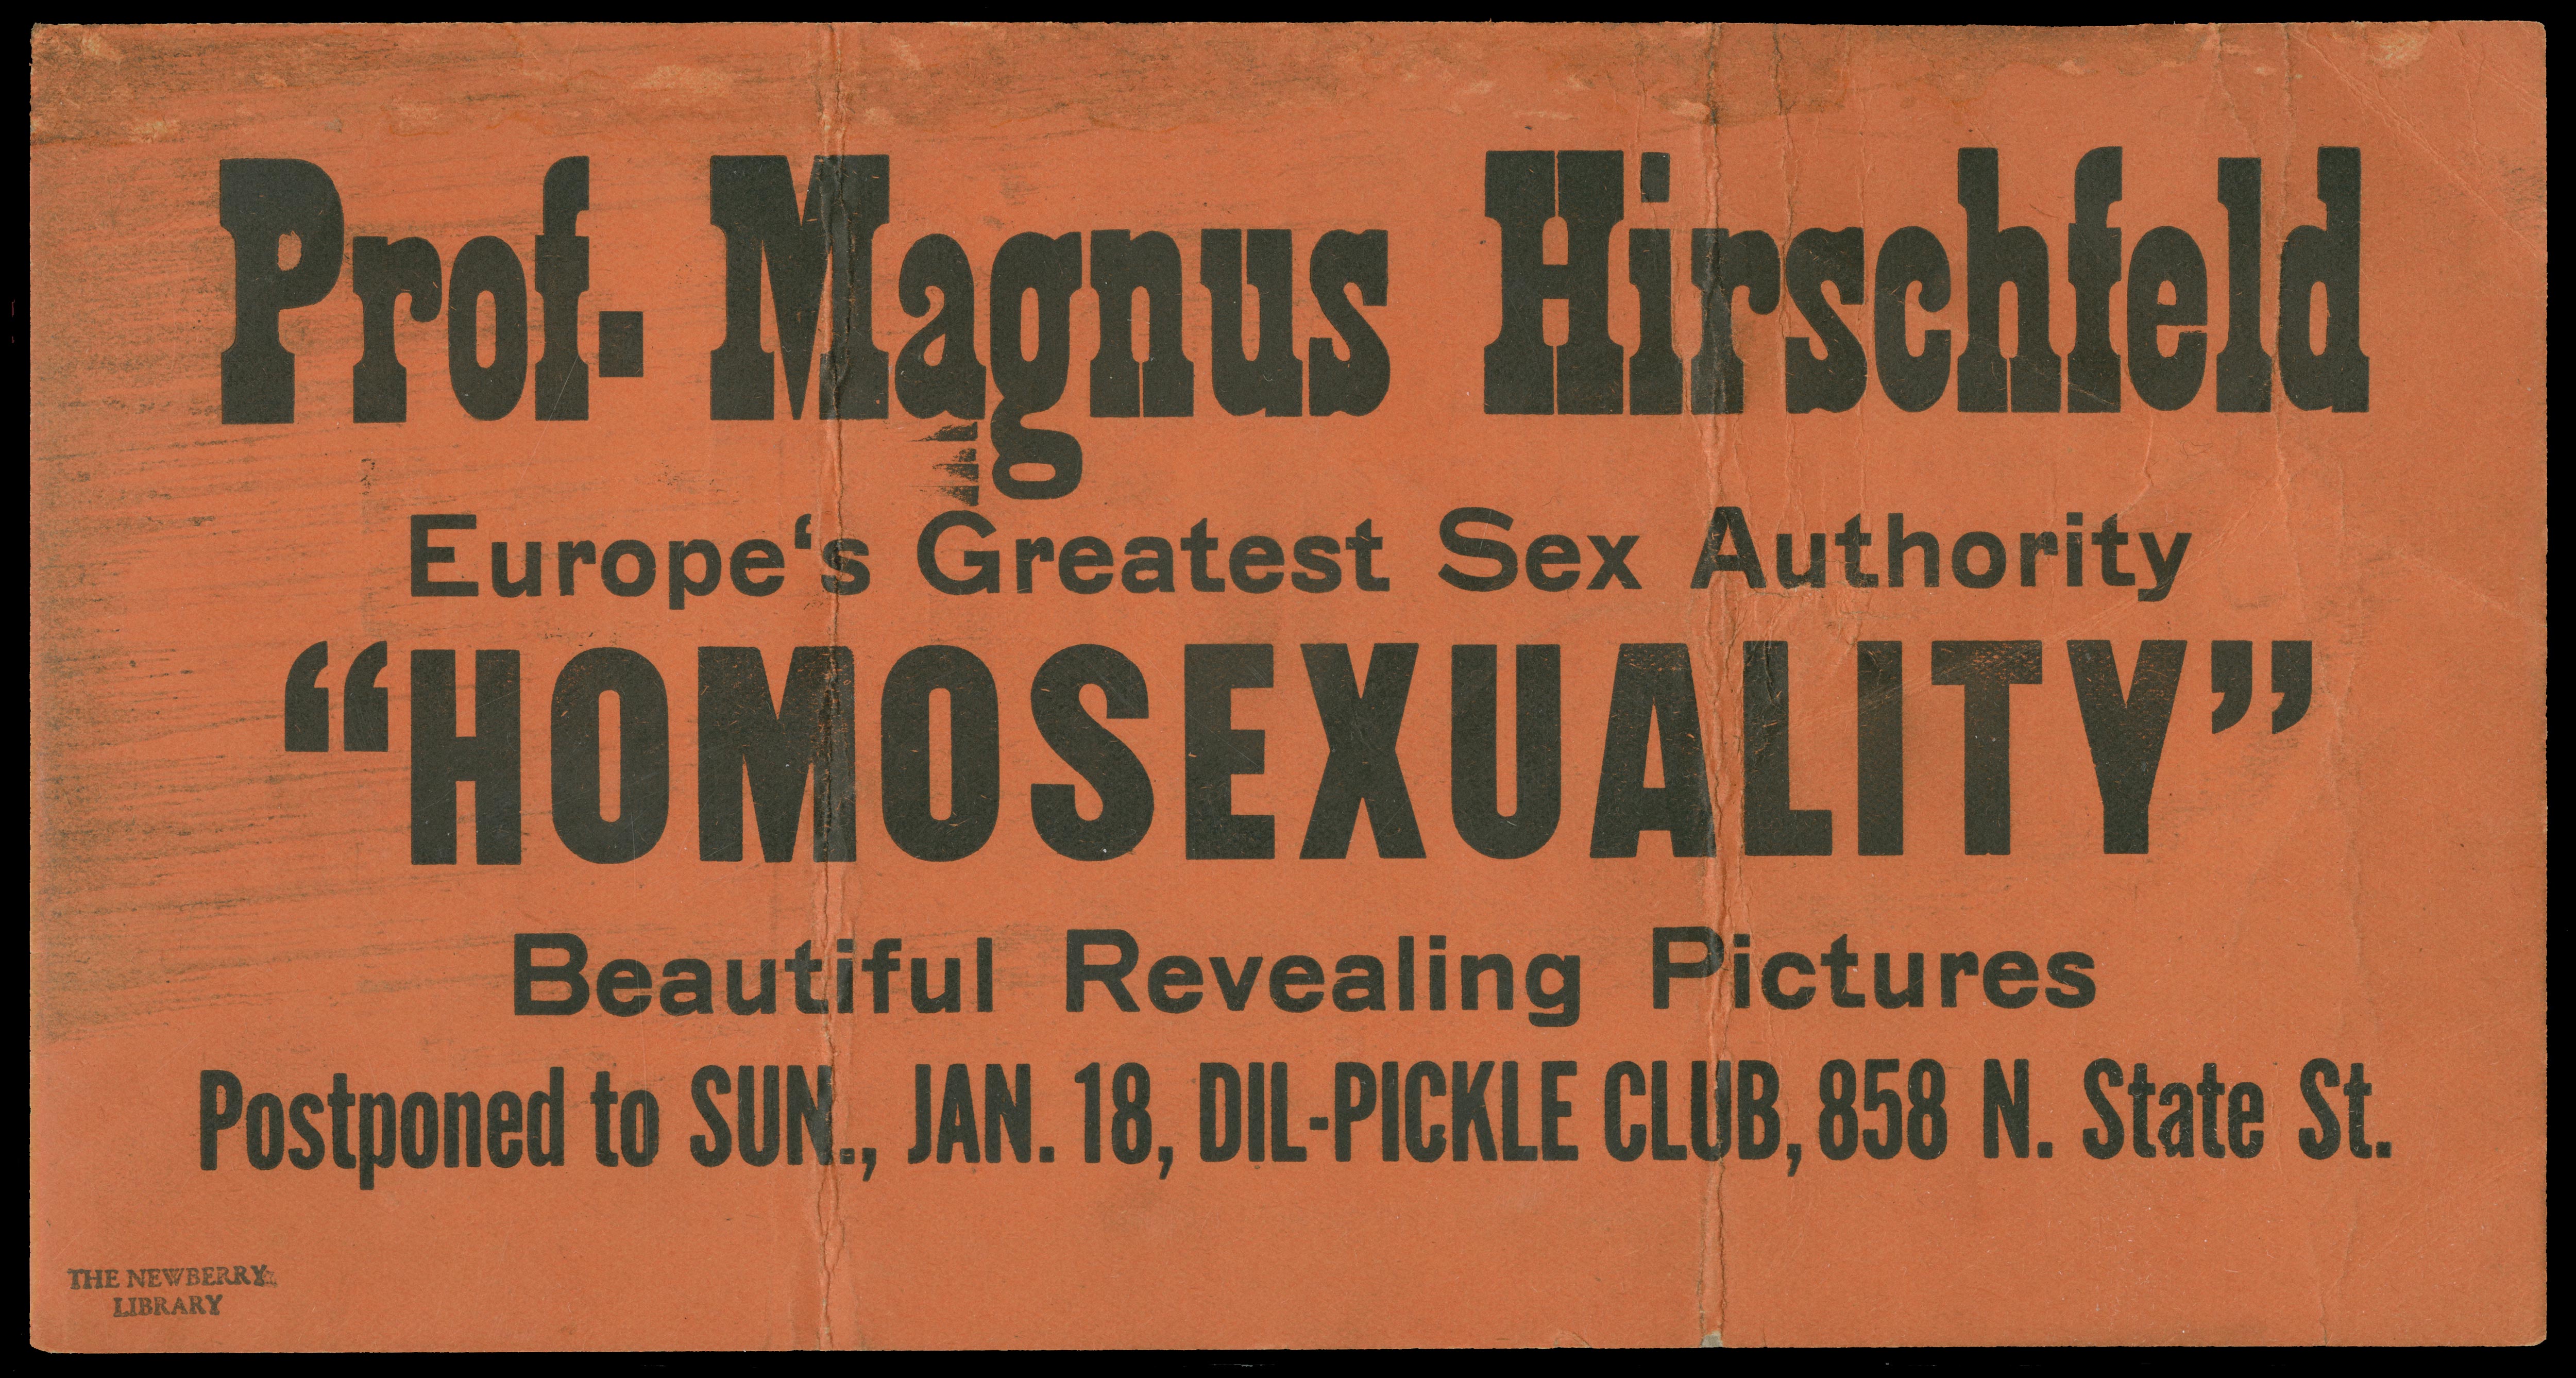 Prof. Magnus Hirschfeld
Europe‘s Greatest Sex Authority
“HOMOSEXUALITY”
Beautiful Revealing Pictures
Postponed to SUN., JAN. 18, DIL-PICKLE CLUB, 858 N. State St.
THE NEWBERRY
LIBRARY